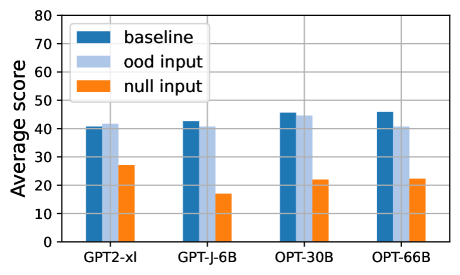 80
70
60
50
40
30
20
10
0
Average score
baseline
ood input
null input
GPT2-xl
GPT-J-6B
OPT-30B
OPT-66B